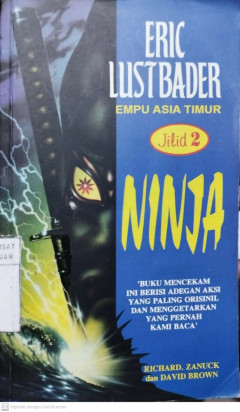 ERIC
LUSTBADER
EMPU ASIA TIMUR
Jilid 2
NINJA
'BUKU MENCEKAM
INI BERISI ADEGAN AKSI
YANG PALING ORISINIL
DAN MENGGETARKAN
YANG PERNAH
KAMI BACA'
RICHARD. ZANUCK
dan DAVID BROWN